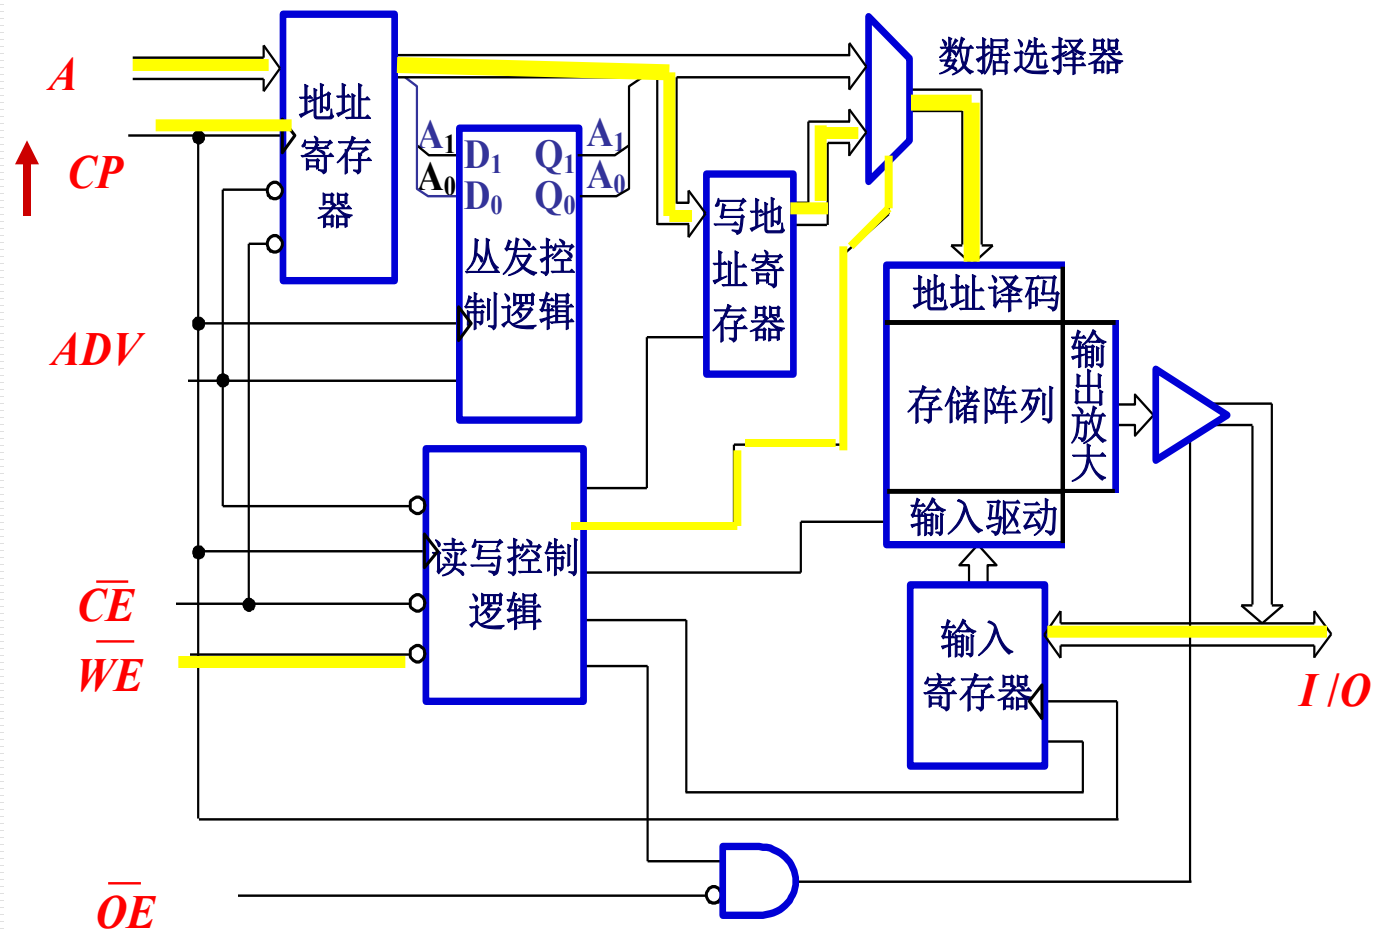 A
CP
ADV
CE
WE
OE
地址
寄存
器
A1
A0
D1
D0
Q1
Q0
A1
A0
丛发控
制逻辑
写地
址寄
存器
数据选择器
地址译码
存储阵列
输
出
放
大
输入驱动
读写控制
逻辑
输入
寄存器
I/O